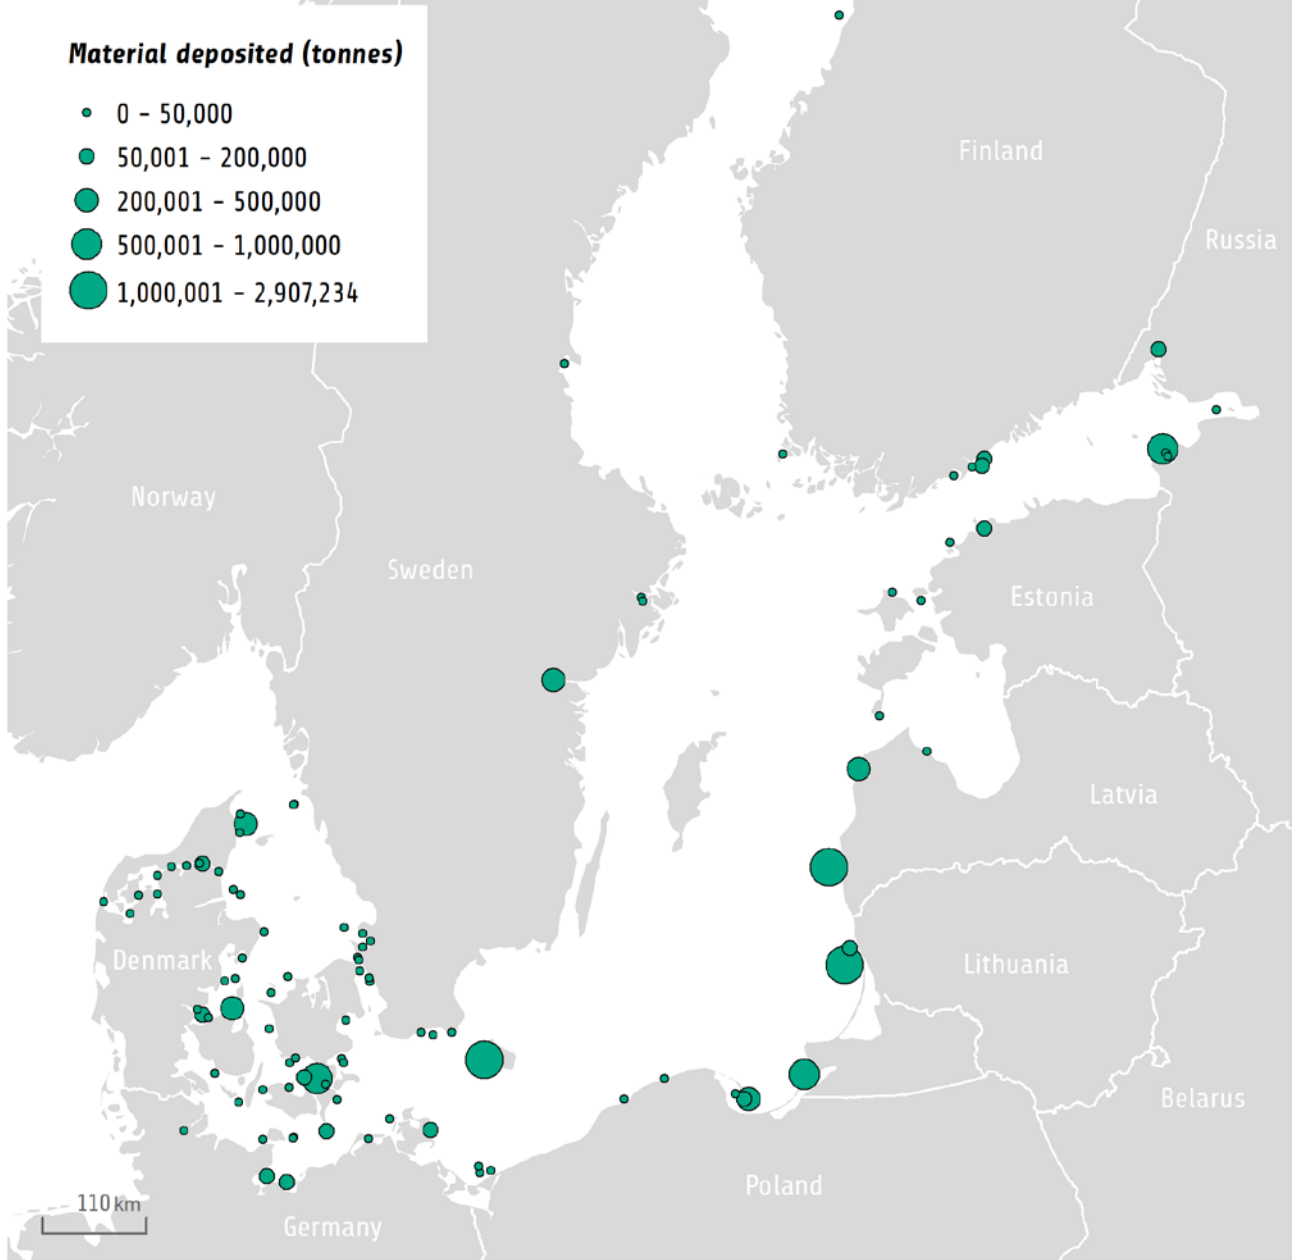 Material deposited (tonnes)
0 – 50,000
50,001 – 200,000
200,001 – 500,000
500,001 – 1,000,000
1,000,001 – 2,907,234
Finland
Russia
Norway
Sweden
Estonia
Latvia
Denmark
Lithuania
Belarus
Poland
110 km
Germany